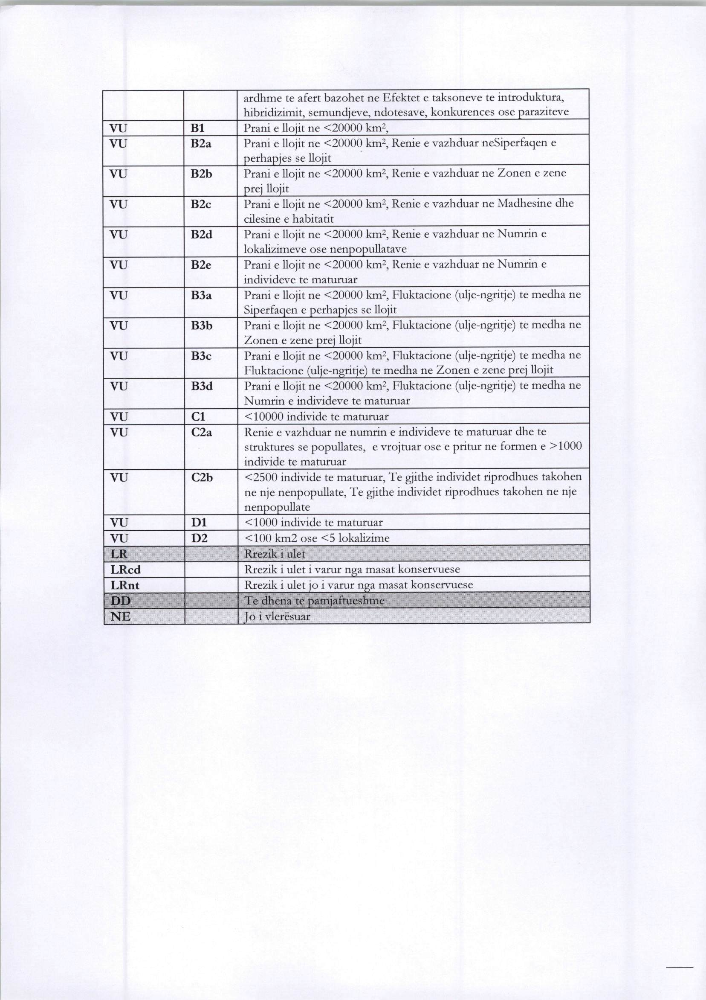 ardhme te afert bazohet ne Efektet e taksoneve te introduktura,
hibridizimit, semundjeve, ndotesave, konkurences ose paraziteve
VU B1 Prani e llojit ne <20000 km²,
VU B2a Prani e llojit ne <20000 km², Renie e vazhduar neSiperfaqen e
perhapjes se llojit
VU B2b Prani e llojit ne <20000 km², Renie e vazhduar ne Zonen e zene
prej llojit
VU B2c Prani e llojit ne <20000 km², Renie e vazhduar ne Madhesine dhe
cilesine e habitatit
VU B2d Prani e llojit ne <20000 km², Renie e vazhduar ne Numrin e
lokalizimeve ose nenpopullatave
VU B2e Prani e llojit ne <20000 km², Renie e vazhduar ne Numrin e
individeve te maturuar
VU B3a Prani e llojit ne <20000 km², Fluktacione (ulje-ngritje) te medha ne
Siperfaqen e perhapjes se llojit
VU B3b Prani e llojit ne <20000 km², Fluktacione (ulje-ngritje) te medha ne
Zonen e zene prej llojit
VU B3c Prani e llojit ne <20000 km², Fluktacione (ulje-ngritje) te medha ne
Fluktacione (ulje-ngritje) te medha ne Zonen e zene prej llojit
VU B3d Prani e llojit ne <20000 km², Fluktacione (ulje-ngritje) te medha ne
Numrin e individeve te maturuar
VU C1 <10000 individe te maturuar
VU C2a Renie e vazhduar ne numrin e individeve te maturuar dhe te
struktures se popullates, e vrojtuar ose e pritur ne formen e >1000
individe te maturuar
VU C2b <2500 individe te maturuar, Te gjithe individet riprodhues takohen
ne nje nenpopullate, Te gjithe individet riprodhues takohen ne nje
nenpopullate
VU D1 <1000 individe te maturuar
VU D2 <100 km2 ose <5 lokalizime
LR Rrezik i ulet
LRcd Rrezik i ulet i varur nga masat konservuese
LRnt Rrezik i ulet jo i varur nga masat konservuese
DD Te dhena te pamjaftueshme
NE Jo i vlerësuar